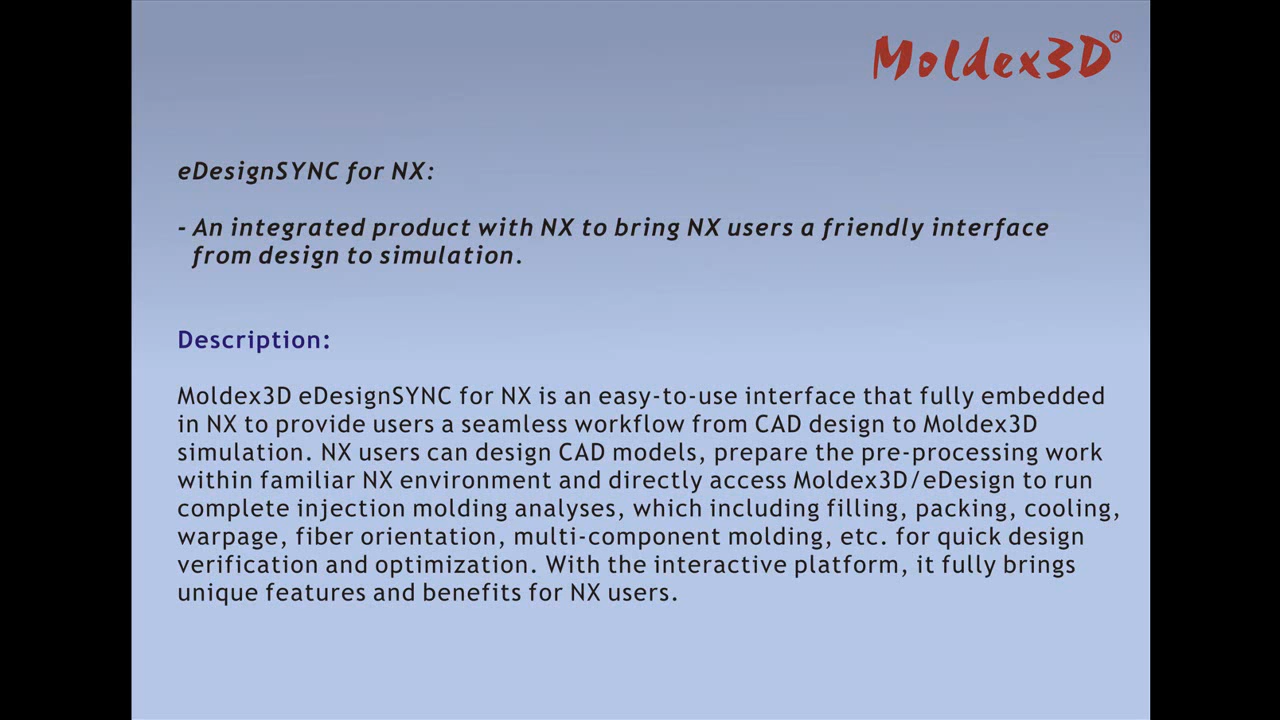 Moldex3D®
eDesignSYNC for NX:
- An integrated product with NX to bring NX users a friendly interface
from design to simulation.
Description:
Moldex3D eDesignSYNC for NX is an easy-to-use interface that fully embedded
in NX to provide users a seamless workflow from CAD design to Moldex3D
simulation. NX users can design CAD models, prepare the pre-processing work
within familiar NX environment and directly access Moldex3D/eDesign to run
complete injection molding analyses, which including filling, packing, cooling,
warpage, fiber orientation, multi-component molding, etc. for quick design
verification and optimization. With the interactive platform, it fully brings
unique features and benefits for NX users.